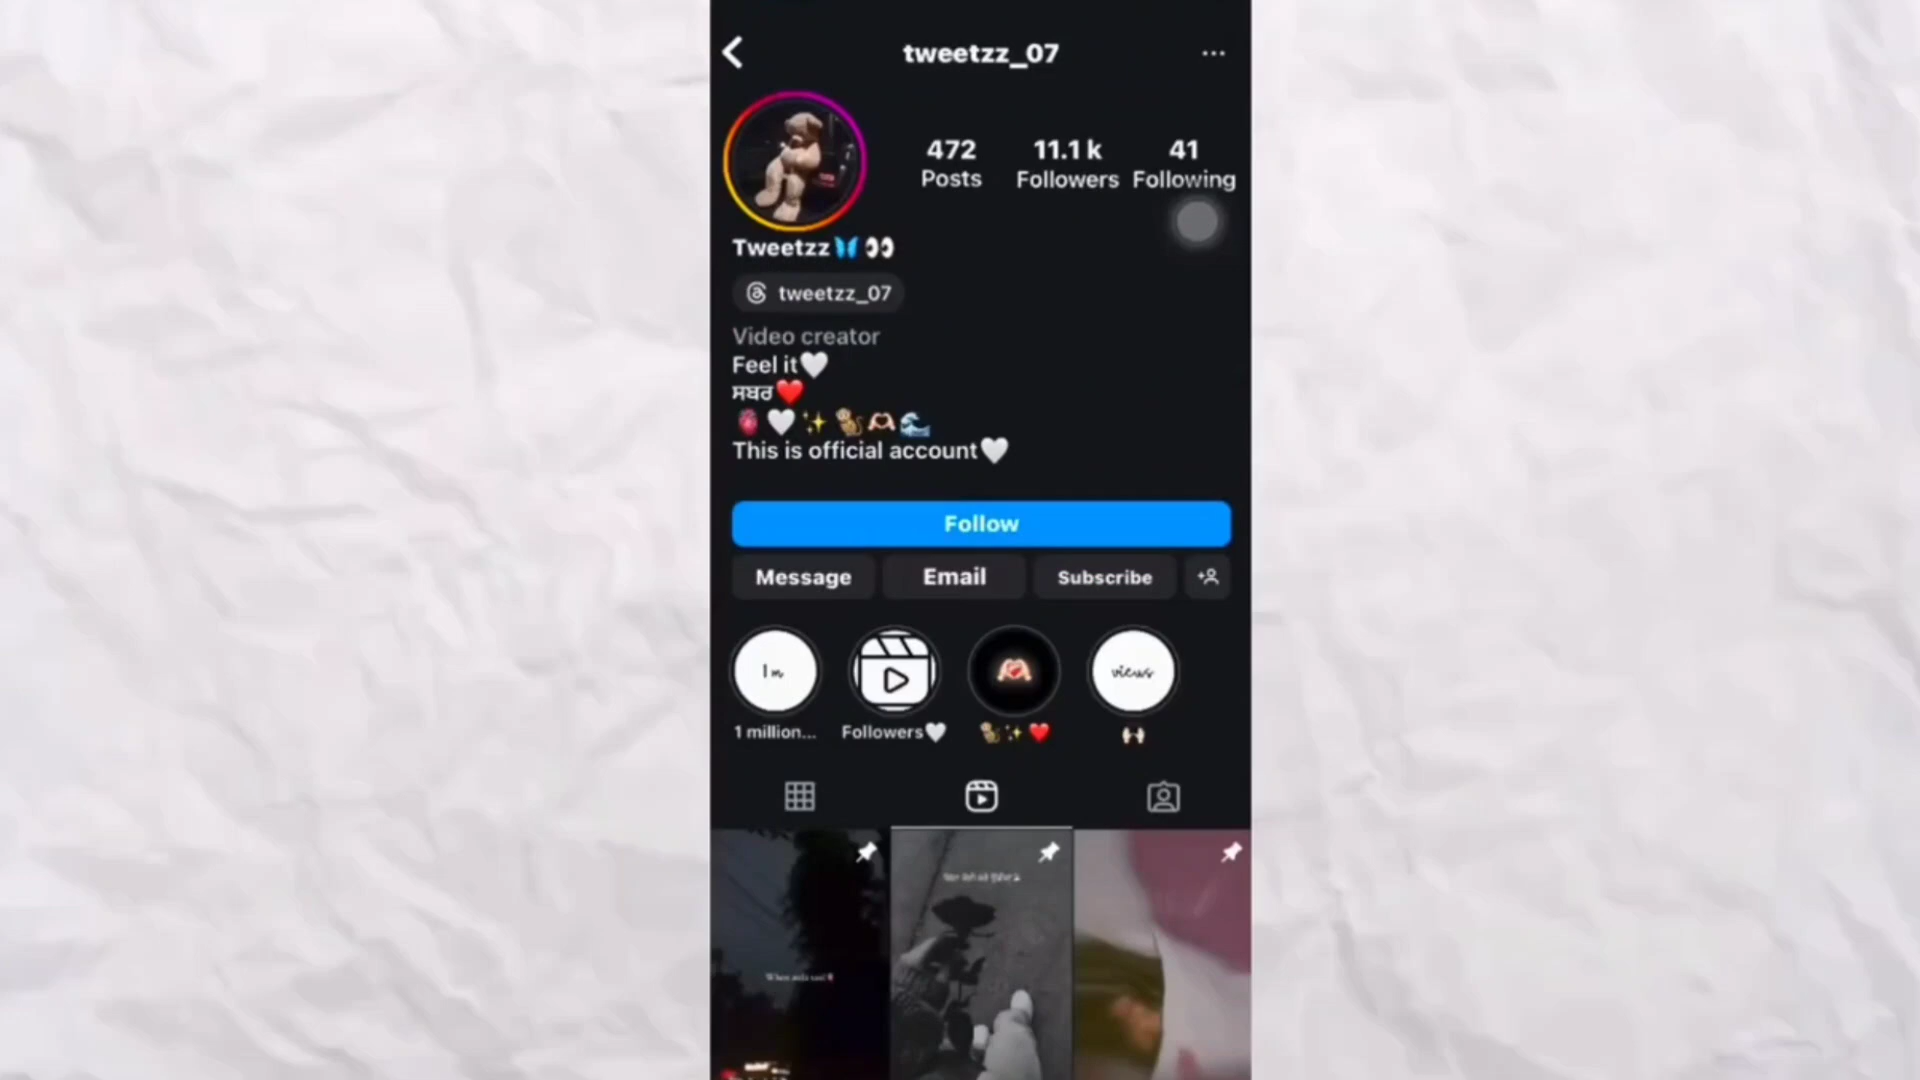 tweetzz_07
472 11.1 k 41
Posts Followers Following
Tweetzz🦋👀
tweetzz_07
Video creator
Feel it🤍
ਸਬਰ❤️
🫀🤍✨🐒🫶🏻🌊
This is official account🤍
Follow
Message Email Subscribe
1m views
1 million... Followers🤍 🐒✨❤️